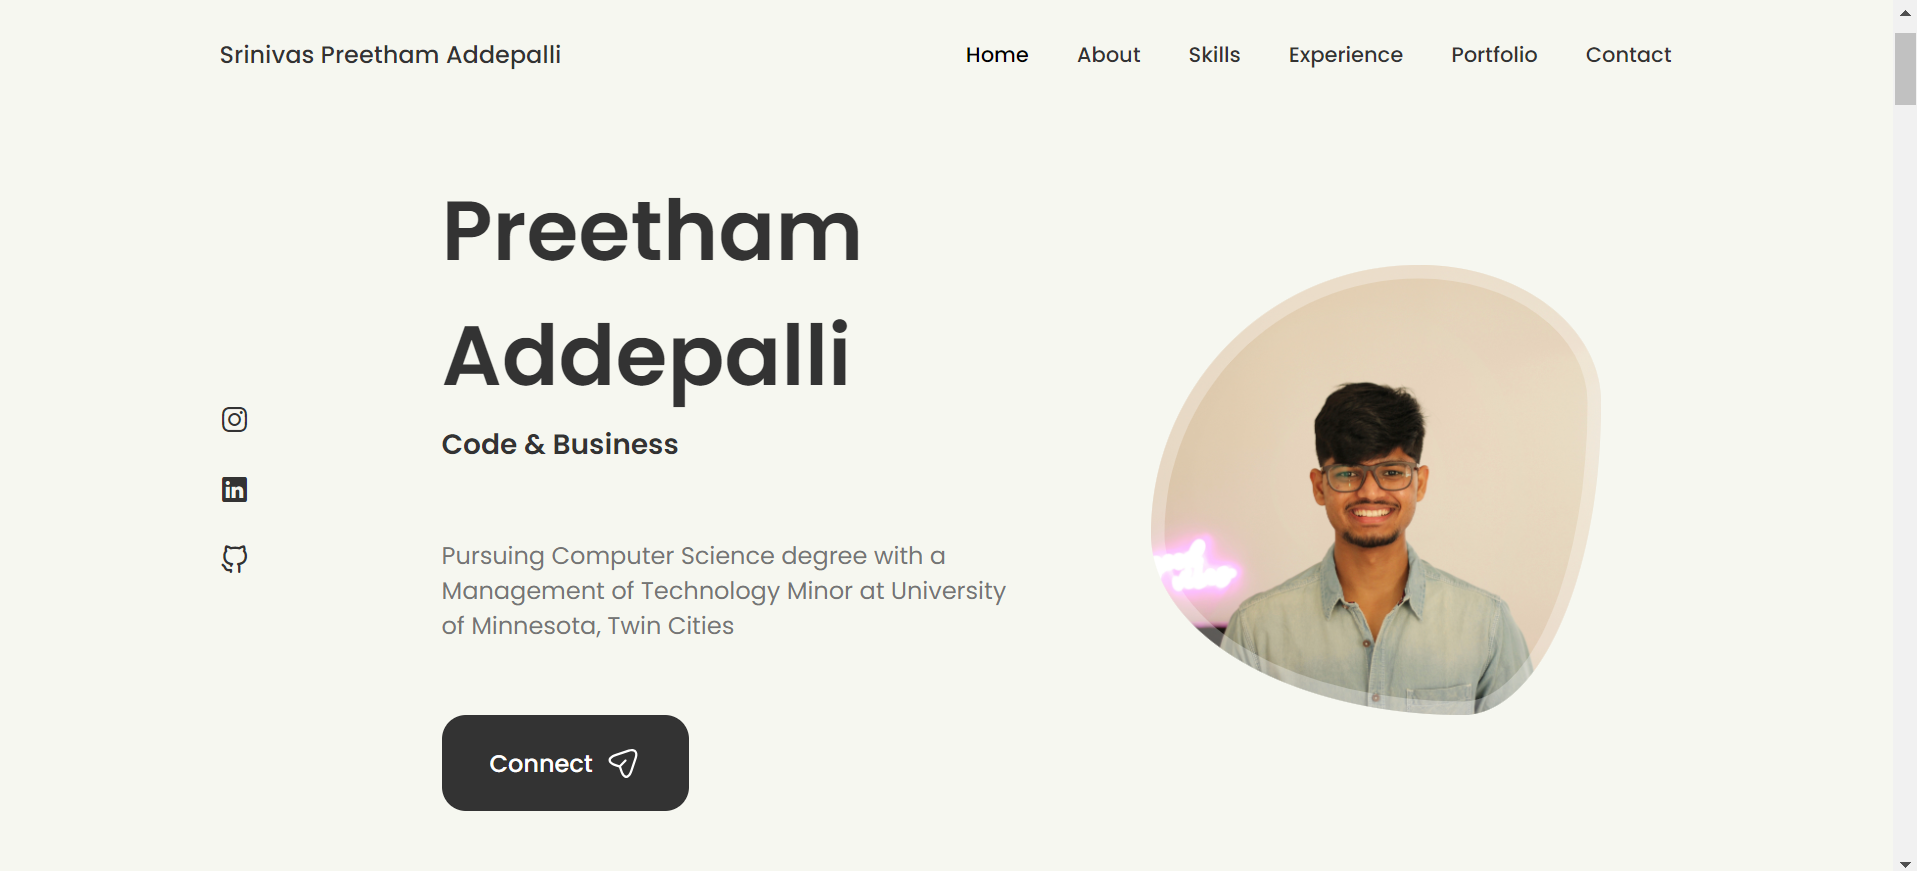 Srinivas Preetham Addepalli
Home About Skills Experience Portfolio Contact
Preetham
Addepalli
Code & Business
in
Pursuing Computer Science degree with a
Management of Technology Minor at University
of Minnesota, Twin Cities
Connect